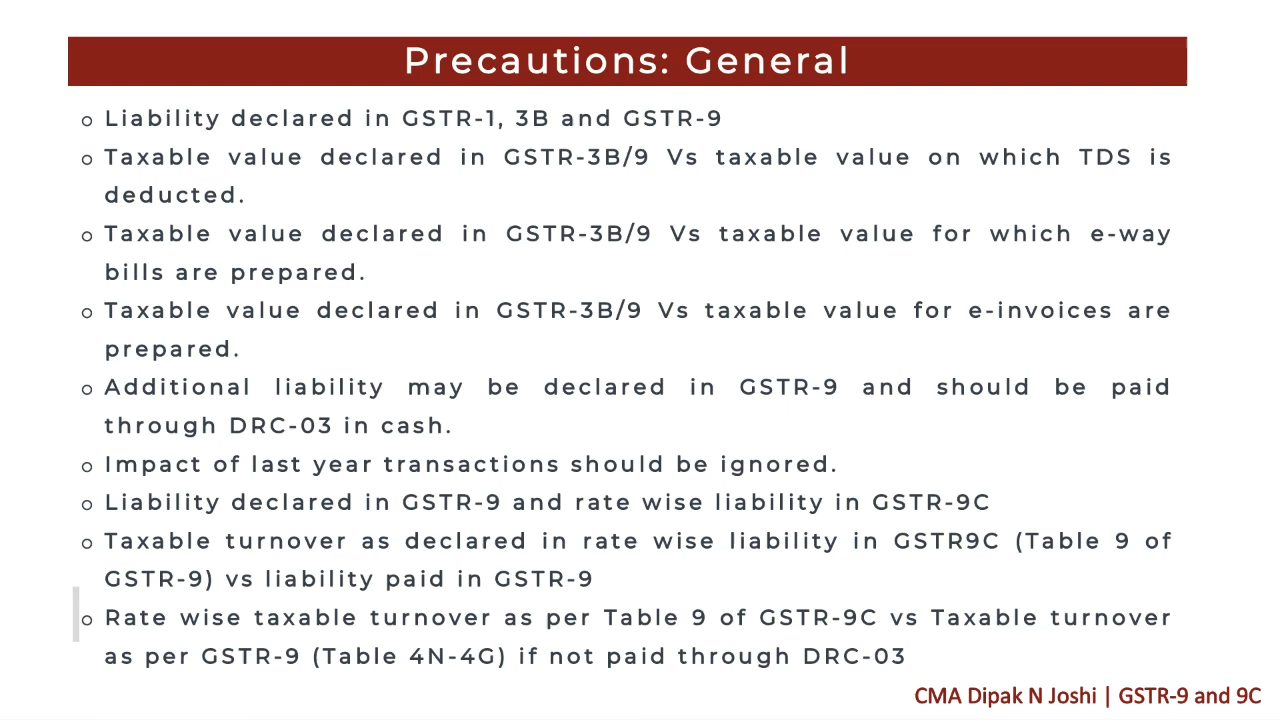 Precautions: General
o Liability declared in GSTR-1, 3B and GSTR-9
o Taxable value declared in GSTR-3B/9 Vs taxable value on which TDS is
deducted.
o Taxable value declared in GSTR-3B/9 Vs taxable value for which e-way
bills are prepared.
o Taxable value declared in GSTR-3B/9 Vs taxable value for e-invoices are
prepared.
o Additional liability may be declared in GSTR-9 and should be paid
through DRC-03 in cash.
o Impact of last year transactions should be ignored.
o Liability declared in GSTR-9 and rate wise liability in GSTR-9C
o Taxable turnover as declared in rate wise liability in GSTR9C (Table 9 of
GSTR-9) vs liability paid in GSTR-9
o Rate wise taxable turnover as per Table 9 of GSTR-9C vs Taxable turnover
as per GSTR-9 (Table 4N-4G) if not paid through DRC-03
CMA Dipak N Joshi | GSTR-9 and 9C